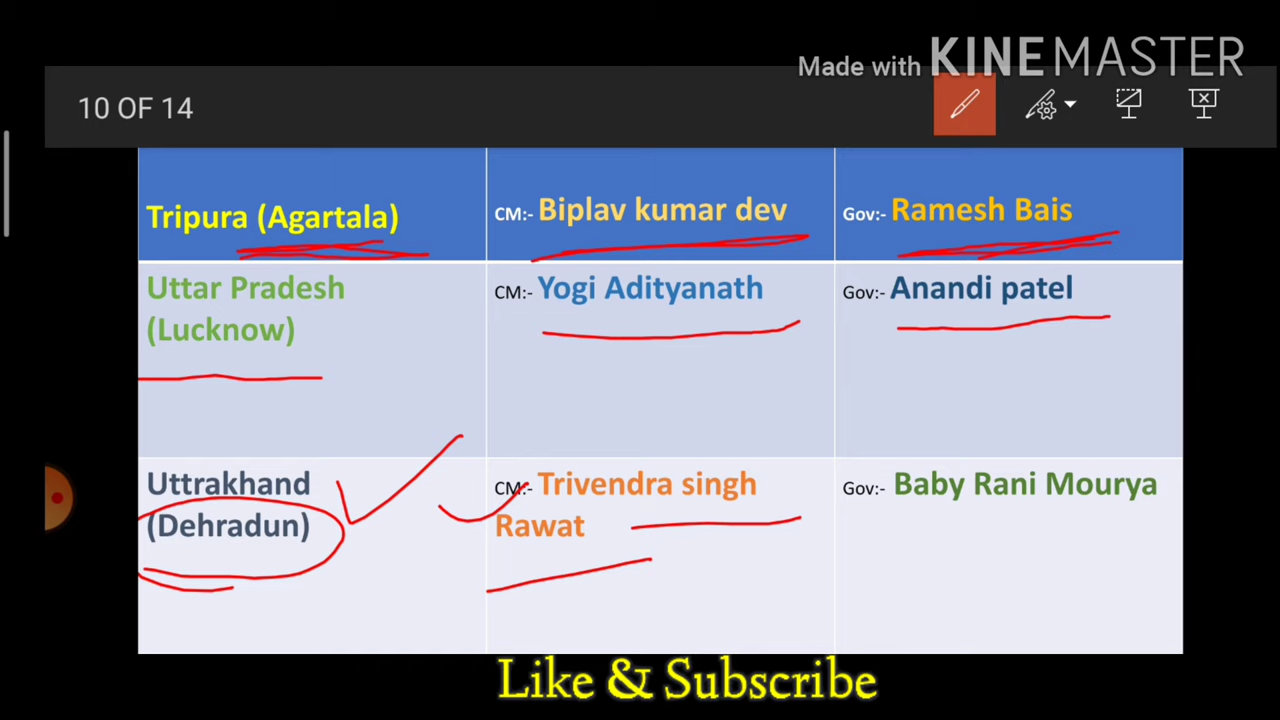 Made with KINEMASTER
10 OF 14
Tripura (Agartala)
CM:- Biplav kumar dev
Gov:- Ramesh Bais
Uttar Pradesh
(Lucknow)
CM:- Yogi Adityanath
Gov:- Anandi patel
Uttrakhand
(Dehradun)
CM:- Trivendra singh
Rawat
Gov:- Baby Rani Mourya
Like & Subscribe